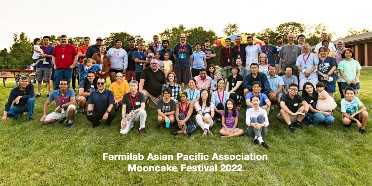 Fermilab Asian Pacific Association
Mooncake Festival 2022